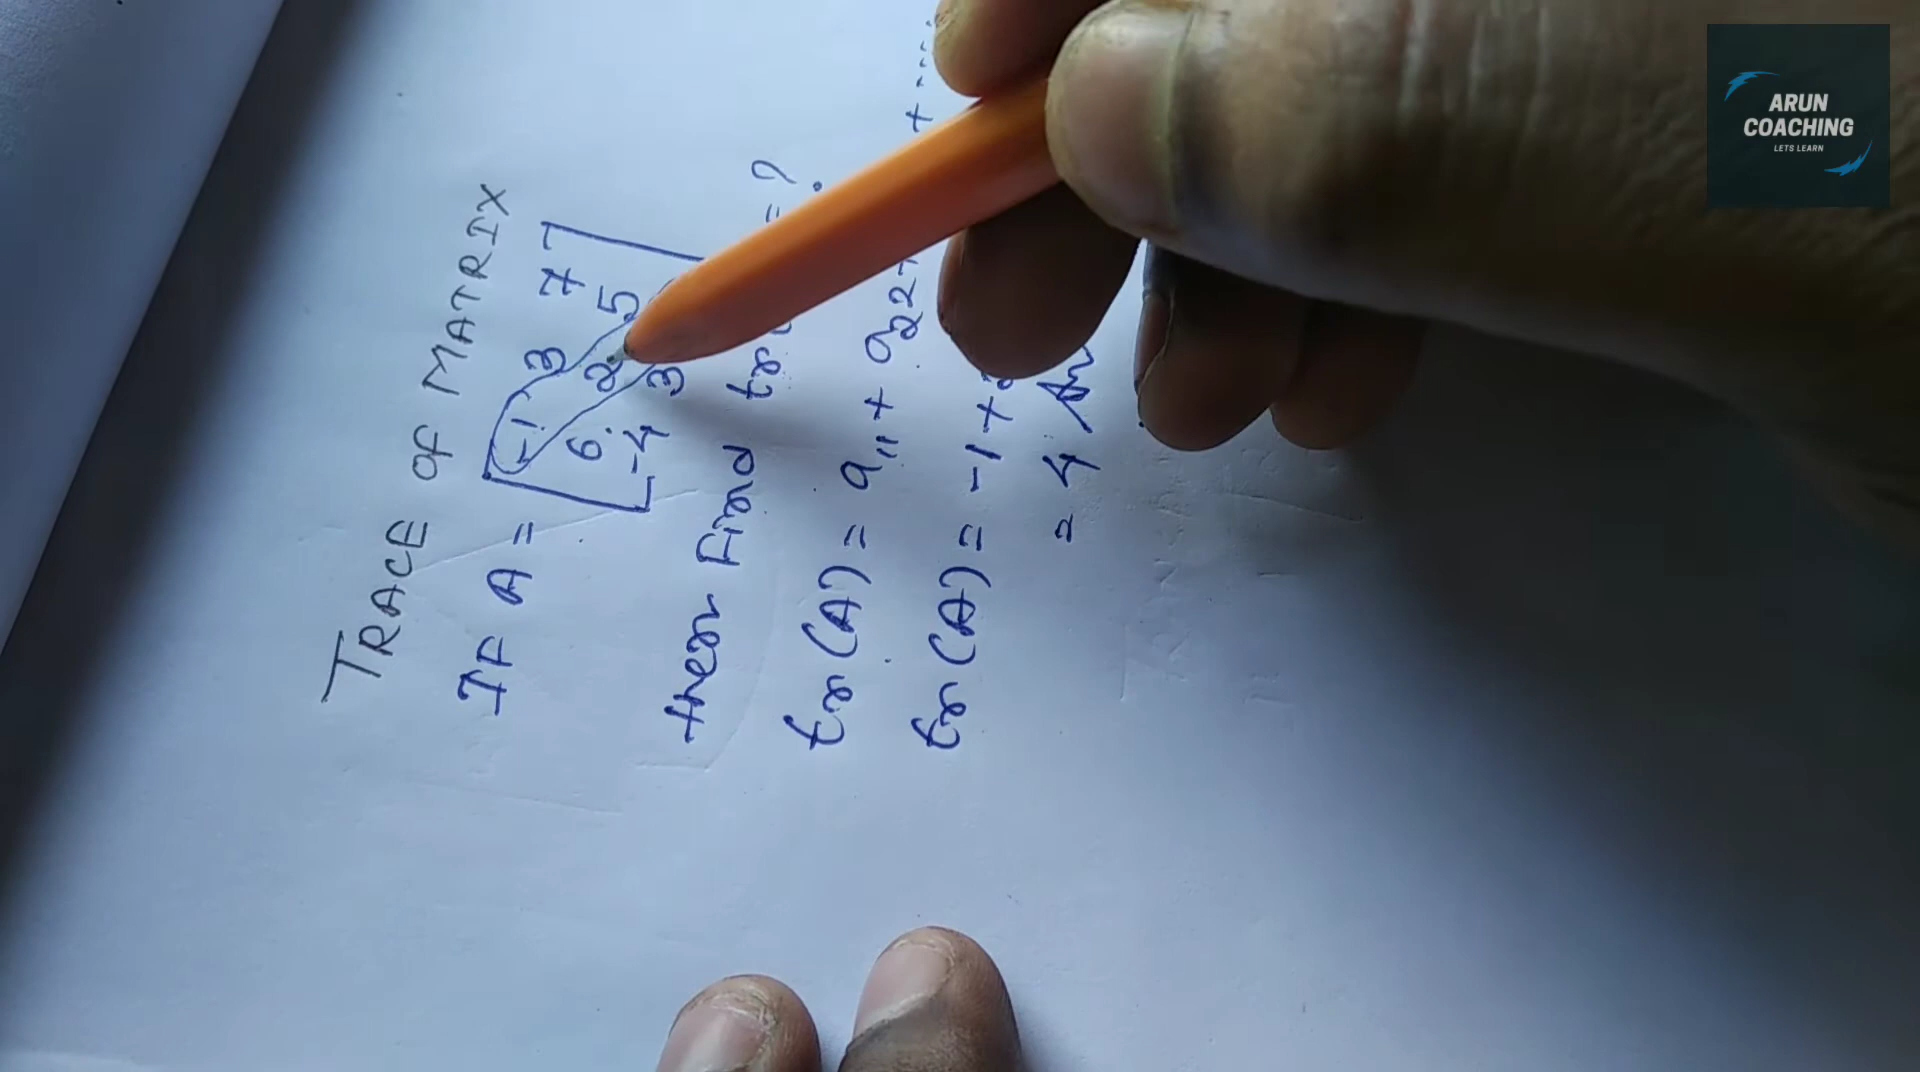 TRACE OF MATRIX
IF A = [ -1 3 7
6 2 5
-4 3
then Find tr = ?
tr(A) = a11 + a22 + + ....
tr(A) = -1 +
= 4
ARUN
COACHING
LETS LEARN